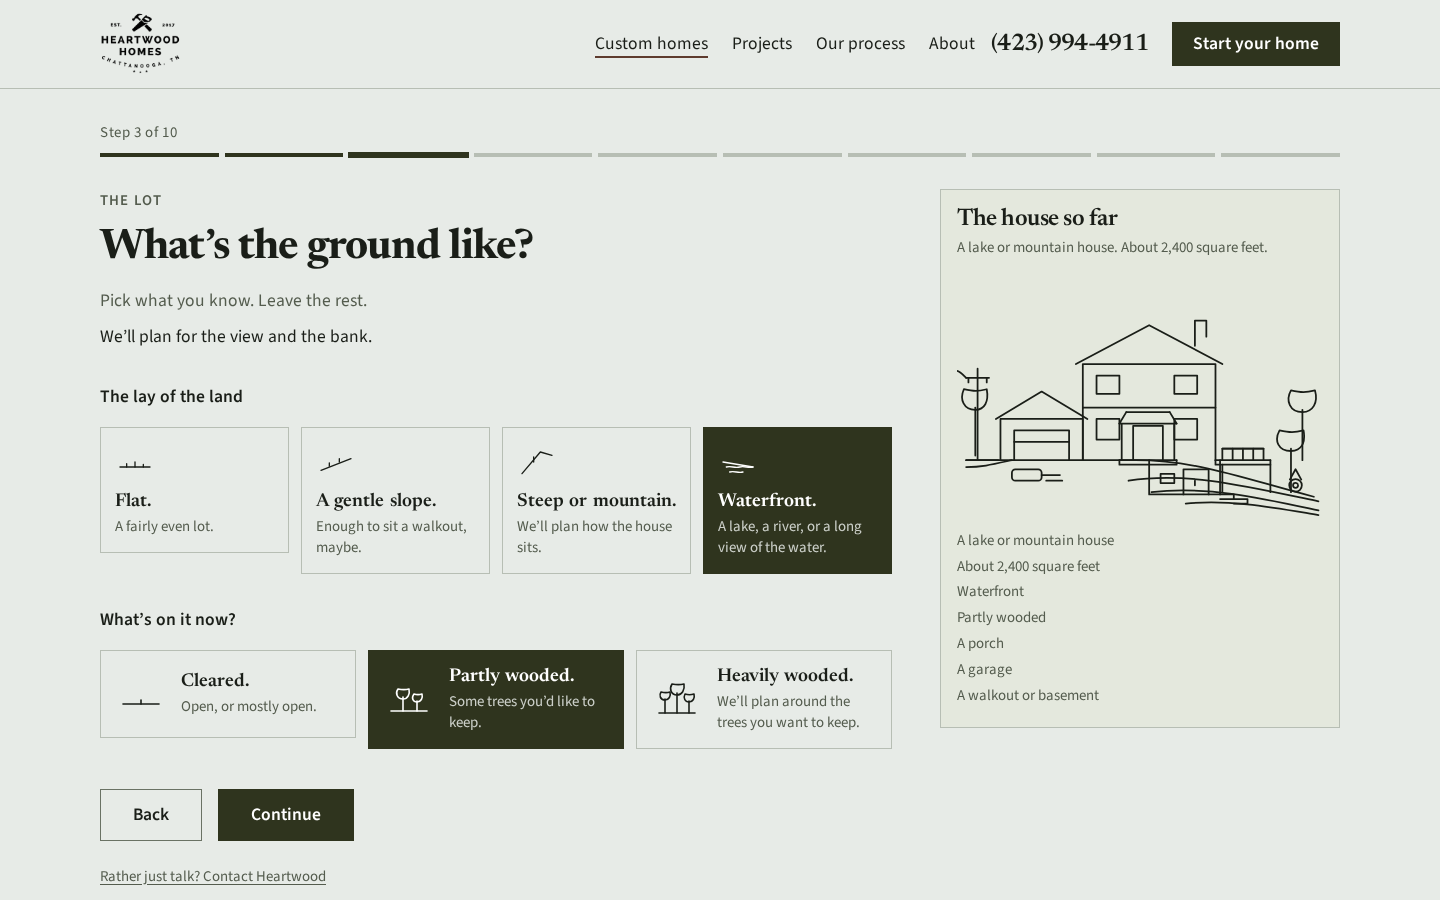 EST. 2017
HEARTWOOD
HOMES
CHATTANOOGA, TN
Custom homes Projects Our process About (423) 994-4911 Start your home
Step 3 of 10
THE LOT
What’s the ground like?
Pick what you know. Leave the rest.
We’ll plan for the view and the bank.
The lay of the land
Flat.
A fairly even lot.
A gentle slope.
Enough to sit a walkout,
maybe.
Steep or mountain.
We’ll plan how the house
sits.
Waterfront.
A lake, a river, or a long
view of the water.
What’s on it now?
Cleared.
Open, or mostly open.
Partly wooded.
Some trees you’d like to
keep.
Heavily wooded.
We’ll plan around the
trees you want to keep.
Back Continue
Rather just talk? Contact Heartwood
The house so far
A lake or mountain house. About 2,400 square feet.
A lake or mountain house
About 2,400 square feet
Waterfront
Partly wooded
A porch
A garage
A walkout or basement